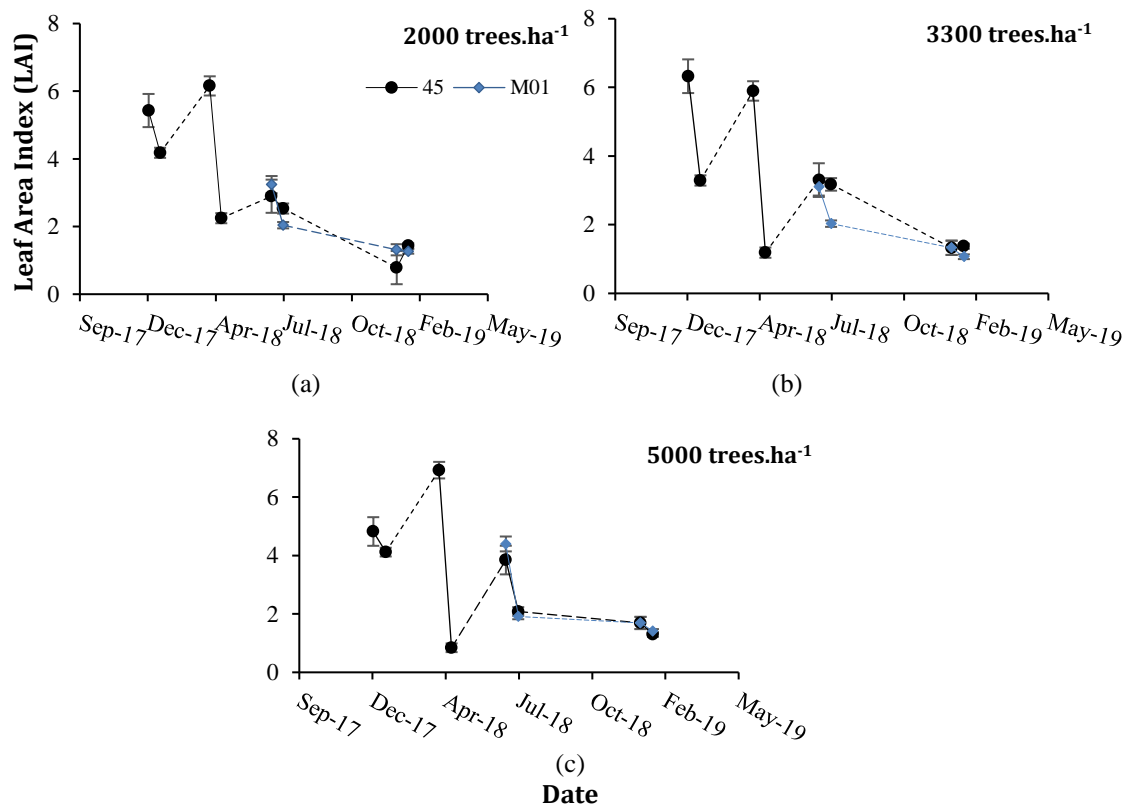 2000 trees.ha-1
45
M01
Leaf Area Index (LAI)
8
6
4
2
0
Sep-17
Dec-17
Apr-18
Jul-18
Oct-18
Feb-19
May-19
(a)
3300 trees.ha-1
8
6
4
2
0
Sep-17
Dec-17
Apr-18
Jul-18
Oct-18
Feb-19
May-19
(b)
5000 trees.ha-1
8
6
4
2
0
Sep-17
Dec-17
Apr-18
Jul-18
Oct-18
Feb-19
May-19
(c)
Date